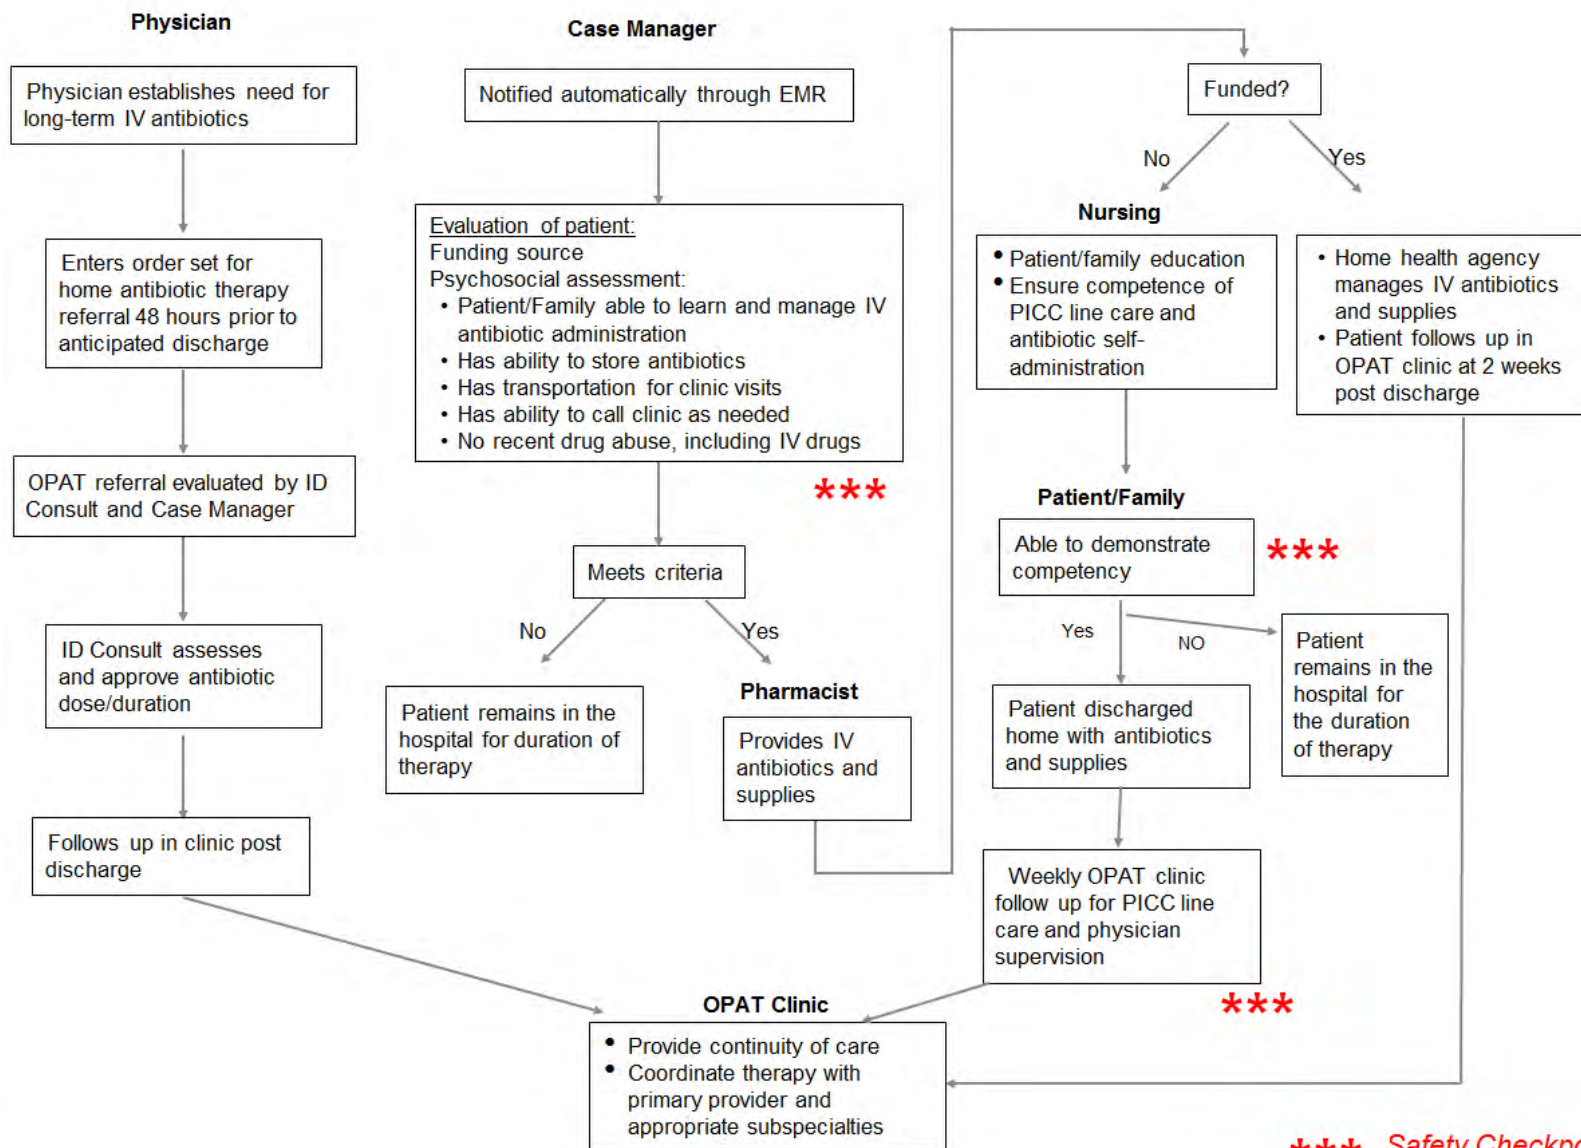 Physician
Physician establishes need for
long-term IV antibiotics
Enters order set for
home antibiotic therapy
referral 48 hours prior to
anticipated discharge
OPAT referral evaluated by ID
Consult and Case Manager
ID Consult assesses
and approve antibiotic
dose/duration
Follows up in clinic post
discharge
Case Manager
Notified automatically through EMR
Evaluation of patient:
Funding source
Psychosocial assessment:
• Patient/Family able to learn and manage IV
antibiotic administration
• Has ability to store antibiotics
• Has transportation for clinic visits
• Has ability to call clinic as needed
• No recent drug abuse, including IV drugs
***
Meets criteria
No
Yes
Patient remains in the
hospital for duration of
therapy
Pharmacist
Provides IV
antibiotics and
supplies
Funded?
No
Yes
Nursing
• Patient/family education
• Ensure competence of
PICC line care and
antibiotic self-
administration
• Home health agency
manages IV antibiotics
and supplies
• Patient follows up in
OPAT clinic at 2 weeks
post discharge
Patient/Family
Able to demonstrate
competency
***
Yes
NO
Patient
remains in the
hospital for
the duration
of therapy
Patient discharged
home with antibiotics
and supplies
Weekly OPAT clinic
follow up for PICC line
care and physician
supervision
***
OPAT Clinic
• Provide continuity of care
• Coordinate therapy with
primary provider and
appropriate subspecialties
*** Safety